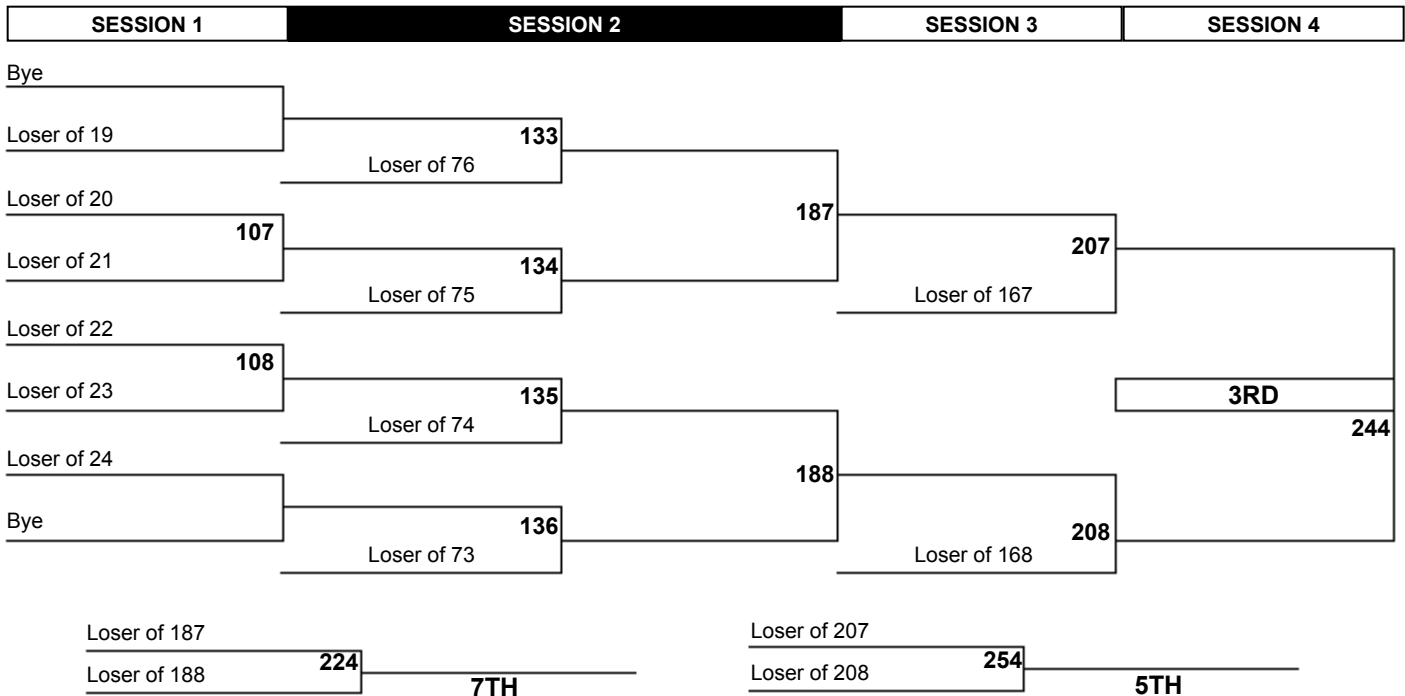 SESSION 1 SESSION 2 SESSION 3 SESSION 4
Bye
Loser of 19
133
Loser of 76
Loser of 20
187
107
207
Loser of 21
134
Loser of 75
Loser of 167
Loser of 22
108
Loser of 23
135
3RD
Loser of 74
244
Loser of 24
188
Bye
136
208
Loser of 73
Loser of 168
Loser of 187
224
Loser of 188
7TH
Loser of 207
254
Loser of 208
5TH